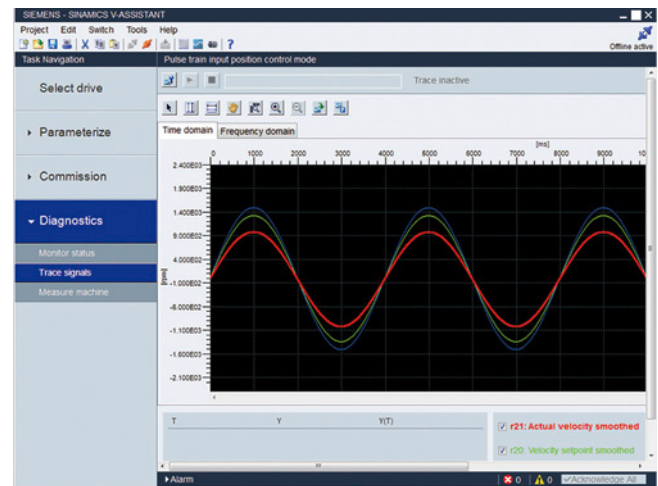 SIEMENS - SINAMICS V-ASSISTANT
Project Edit Switch Tools Help
Offline active
Task Navigation
Pulse train input position control mode
Select drive
Trace inactive
Parameterize
Commission
Diagnostics
Monitor status
Trace signals
Measure machine
Time domain
Frequency domain
[ms]
0 1000 2000 3000 4000 5000 6000 7000 8000 9000 10
2.400E03
1.900E03
1.400E03
9.000E02
4.000E02
[rpm]
-1.000E02
-6.000E02
-1.100E03
-1.600E03
-2.100E03
T Y Y(T)
r21: Actual velocity smoothed
r20: Velocity setpoint smoothed
Alarm
0
0
Acknowledge All